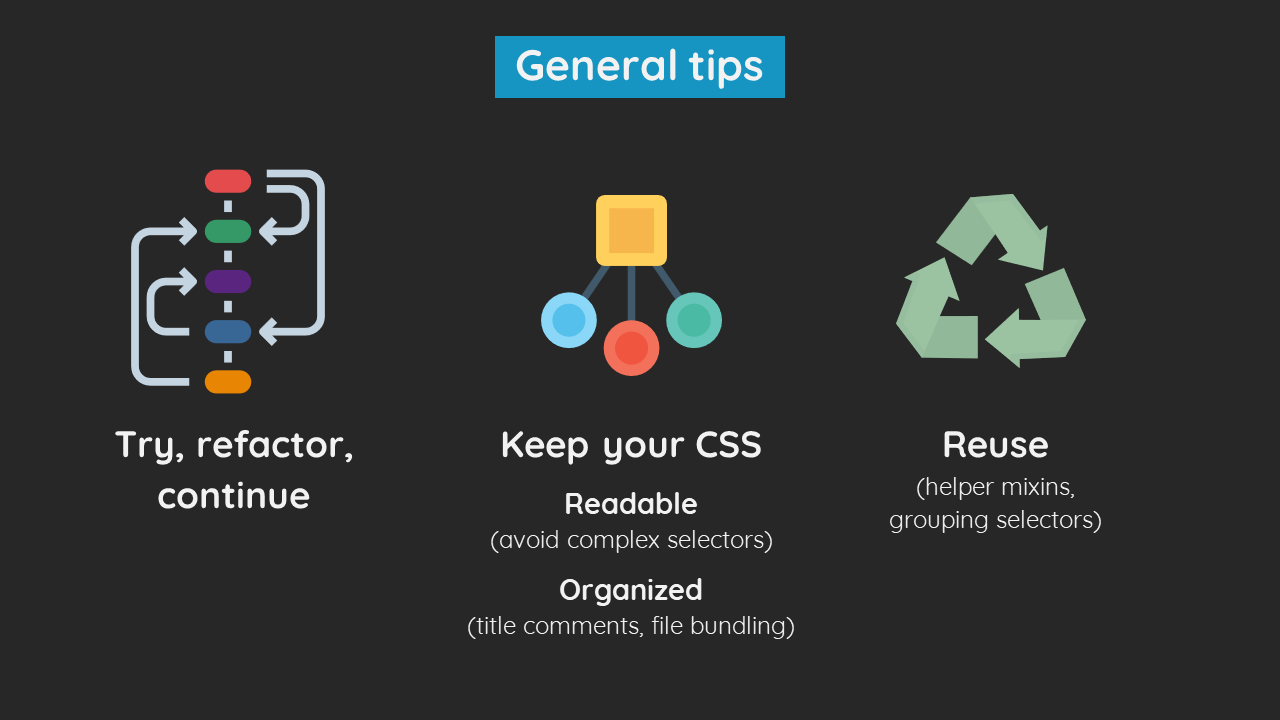 General tips
Try, refactor,
continue
Keep your CSS
Readable
(avoid complex selectors)
Organized
(title comments, file bundling)
Reuse
(helper mixins,
grouping selectors)